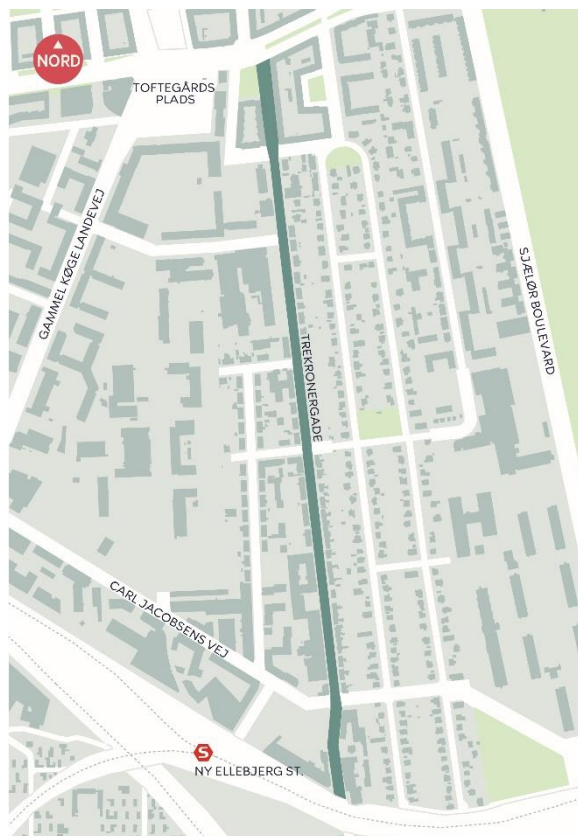 NORD
TOFTEGÅRDS
PLADS
GAMMEL KØGE LANDEVEJ
SJÆLØR BOULEVARD
TREKRONERGADE
CARL JACOBSENS VEJ
S
NY ELLEBJERG ST.